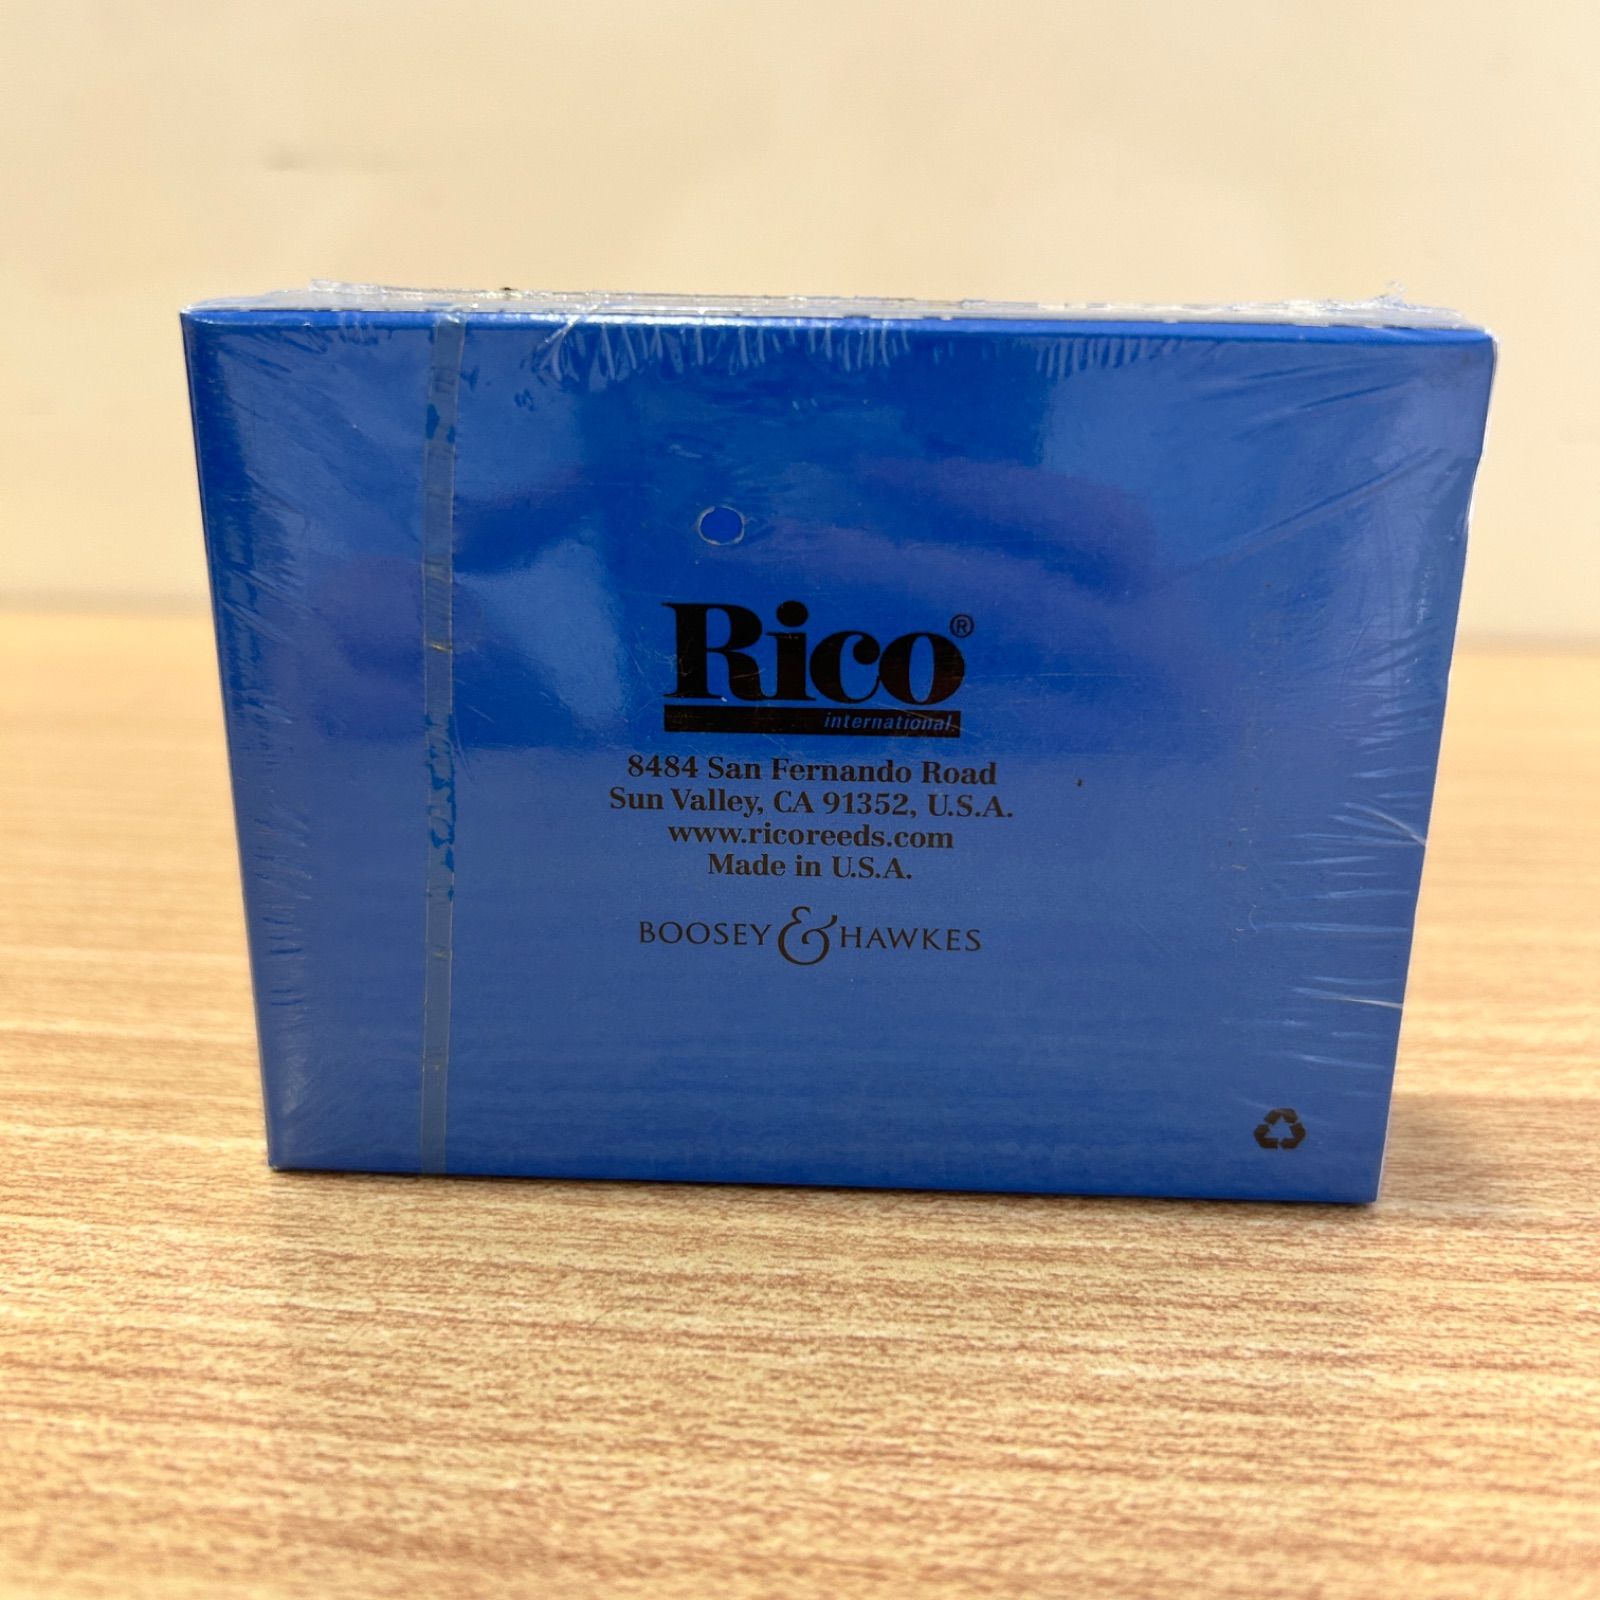 Rico®
international
8484 San Fernando Road
Sun Valley, CA 91352, U.S.A.
www.ricoreeds.com
Made in U.S.A.
BOOSEY & HAWKES